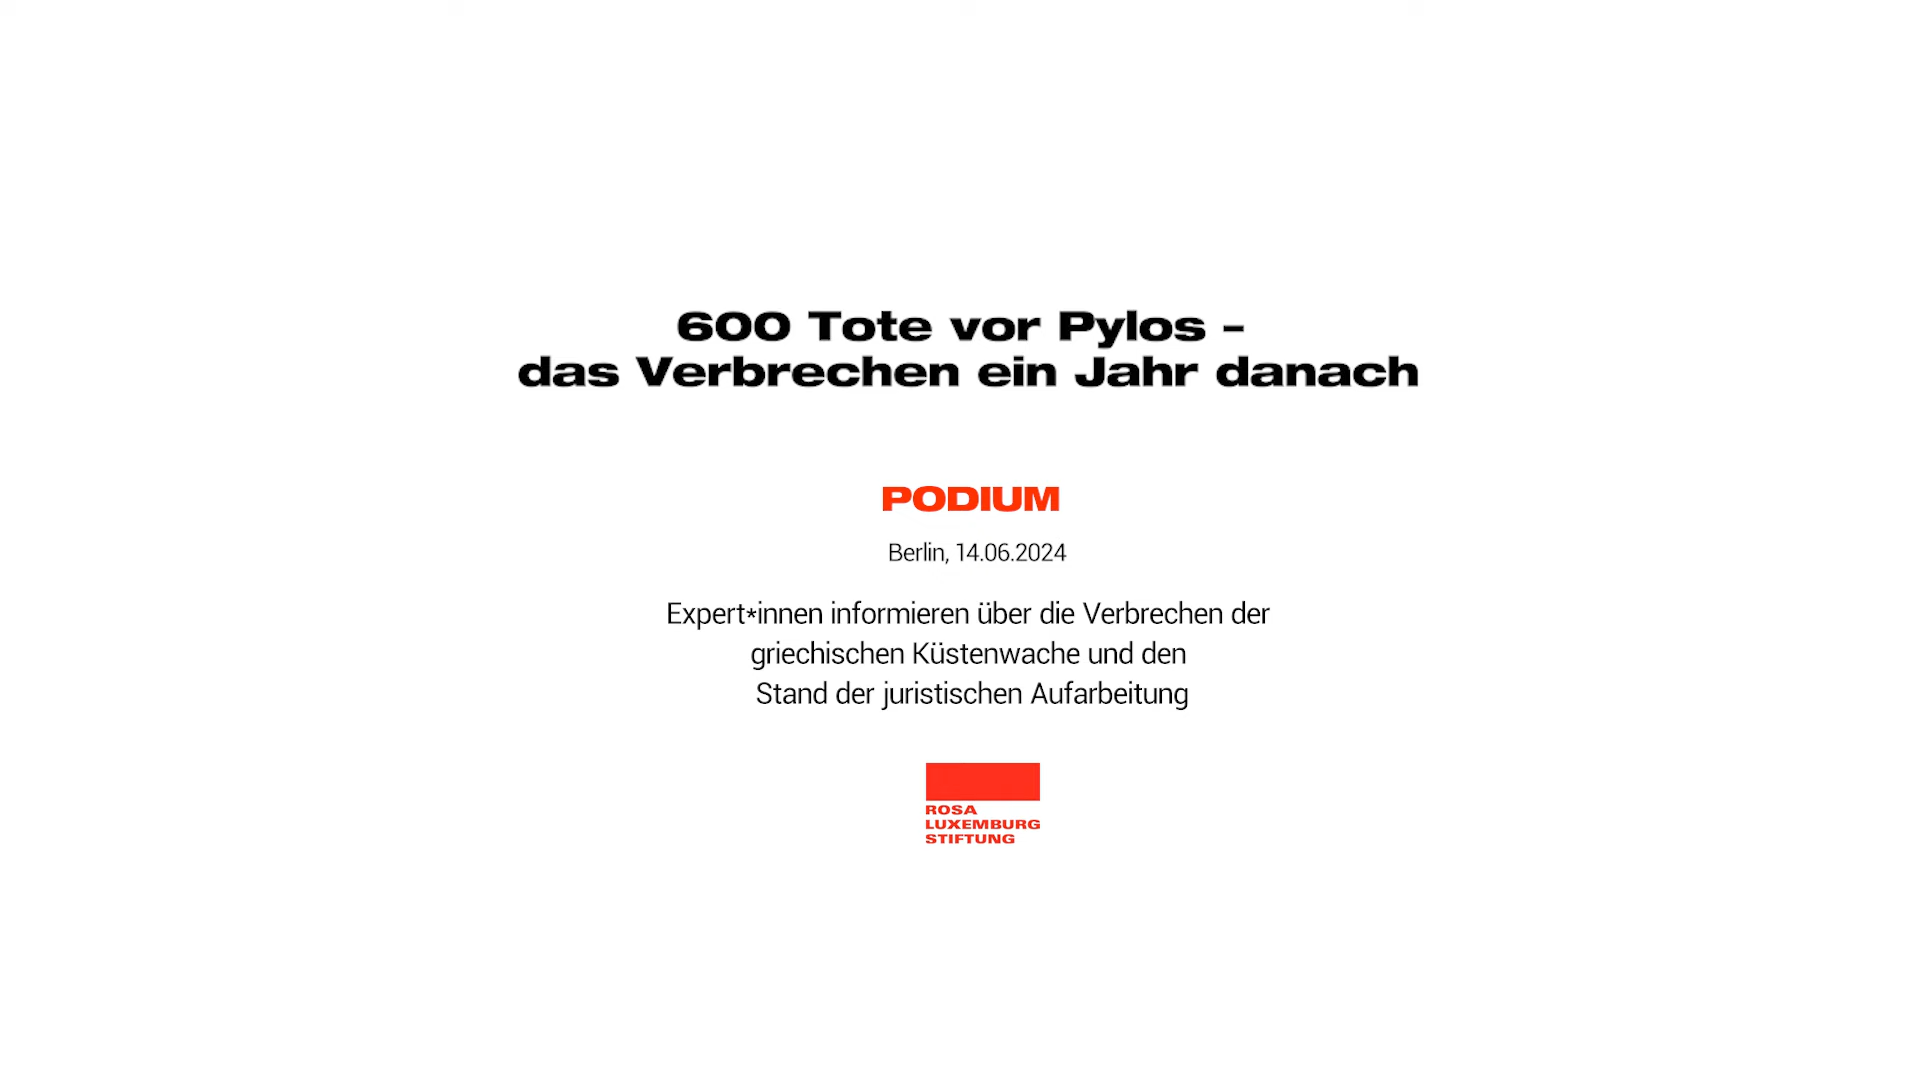 600 Tote vor Pylos –
das Verbrechen ein Jahr danach
PODIUM
Berlin, 14.06.2024
Expert*innen informieren über die Verbrechen der
griechischen Küstenwache und den
Stand der juristischen Aufarbeitung
ROSA
LUXEMBURG
STIFTUNG